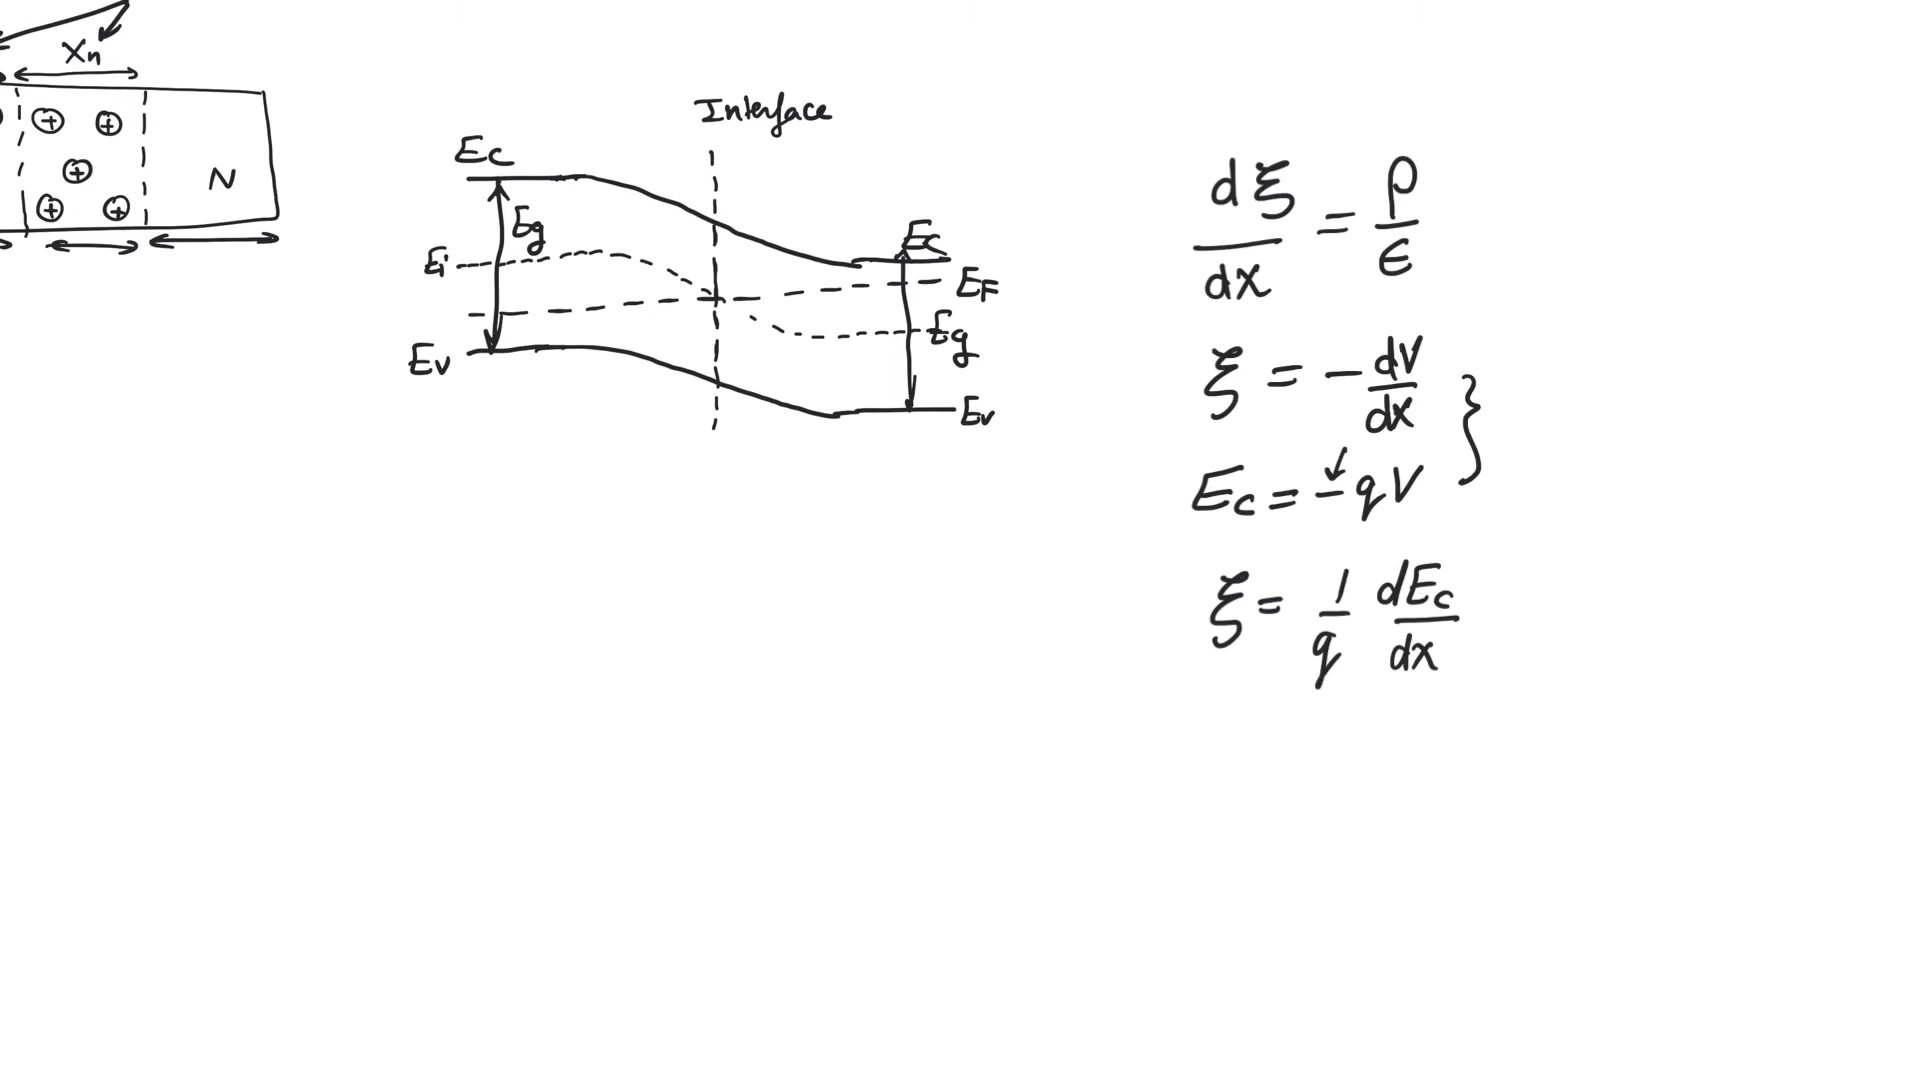 Xn
N
Interface
Ec
Eg
Ei
Ev
Ec
EF
Eg
Ev
dξ/dx = ρ/ϵ
ξ = -dV/dx }
Ec = -qV
ξ = 1/q dEc/dx